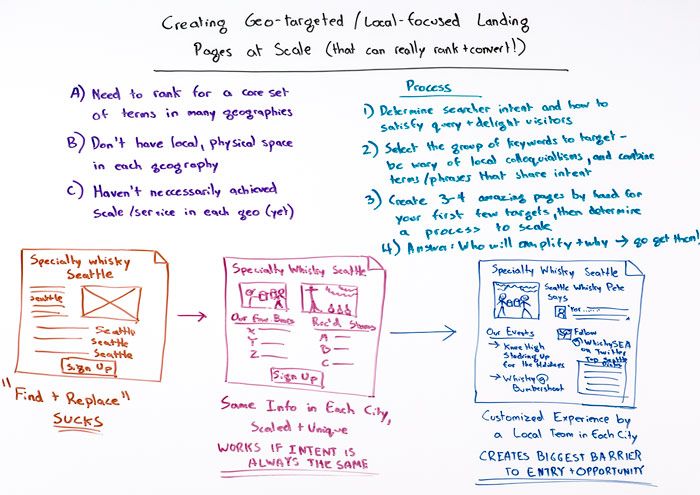 Creating Geo-targeted / Local-focused Landing
Pages at Scale (that can really rank + convert!)
A) Need to rank for a core set
of terms in many geographies
B) Don't have local, physical space
in each geography
C) Haven't neccessarily achieved
Scale/service in each geo (yet)
Process
1) Determine searcher intent and how to
satisfy query + delight visitors
2) Select the group of keywords to target -
be wary of local colloquialisms, and combine
terms/phrases that share intent
3) Create 3-4 amazing pages by hand for
your first few targets, then determine
a process to scale
4) Answer: Who will amplify + why → go get them!
Specialty whisky
Seattle
seattle
Seattle
Seattle
Seattle
Sign Up
"Find + Replace"
SUCKS
Specialty Whisky Seattle
Our Fave Bars
X
Y
Z
Rec'd Stores
A
B
C
Sign Up
Same Info in Each City,
Scaled + Unique
WORKS IF INTENT IS
ALWAYS THE SAME
Specialty Whisky Seattle
Seattle Whisky Pete
Says
Our Events
→ Knee High
Stocking Up
for the Holidays
→ Whisky @
Bumbershoot
Follow
@WhiskySEA
on Twitter
Top Seattle
Customized Experience by
a Local Team in Each City
CREATES BIGGEST BARRIER
TO ENTRY + OPPORTUNITY